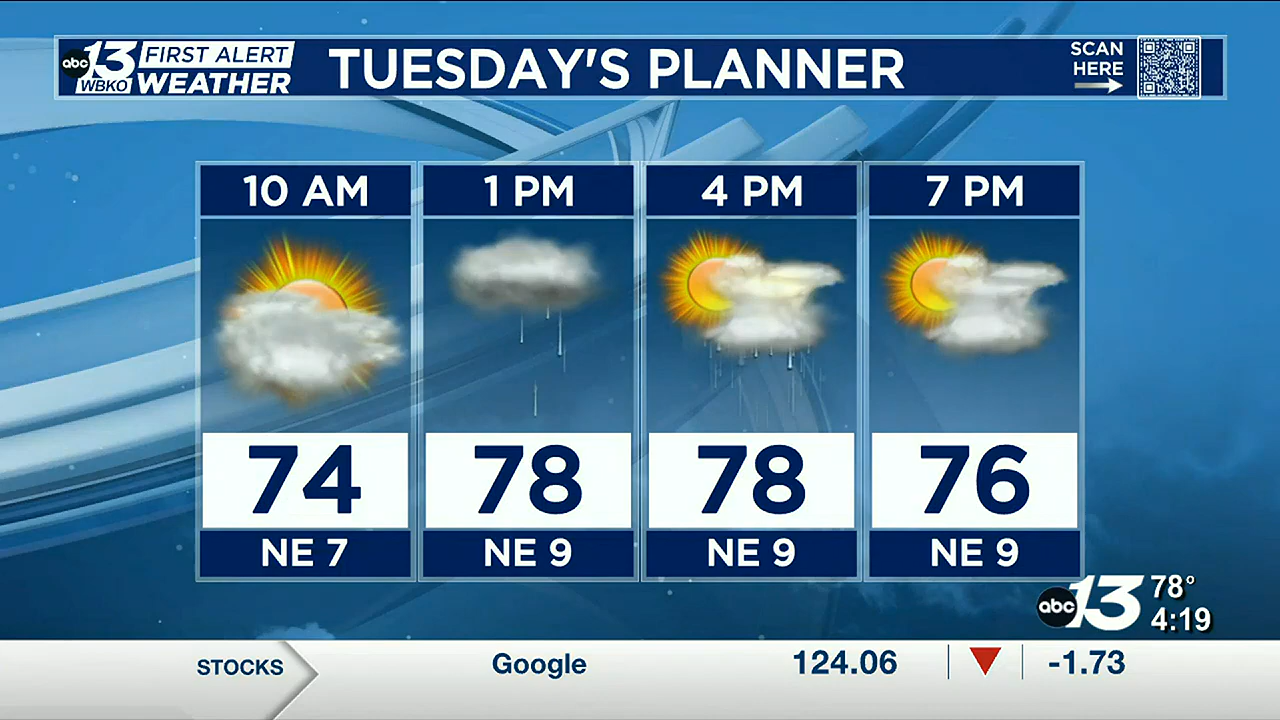 abc 13 WBKO
FIRST ALERT
WEATHER
TUESDAY'S PLANNER
SCAN
HERE
10 AM
1 PM
4 PM
7 PM
74
78
78
76
NE 7
NE 9
NE 9
NE 9
abc 13
78°
4:19
STOCKS
Google
124.06
-1.73